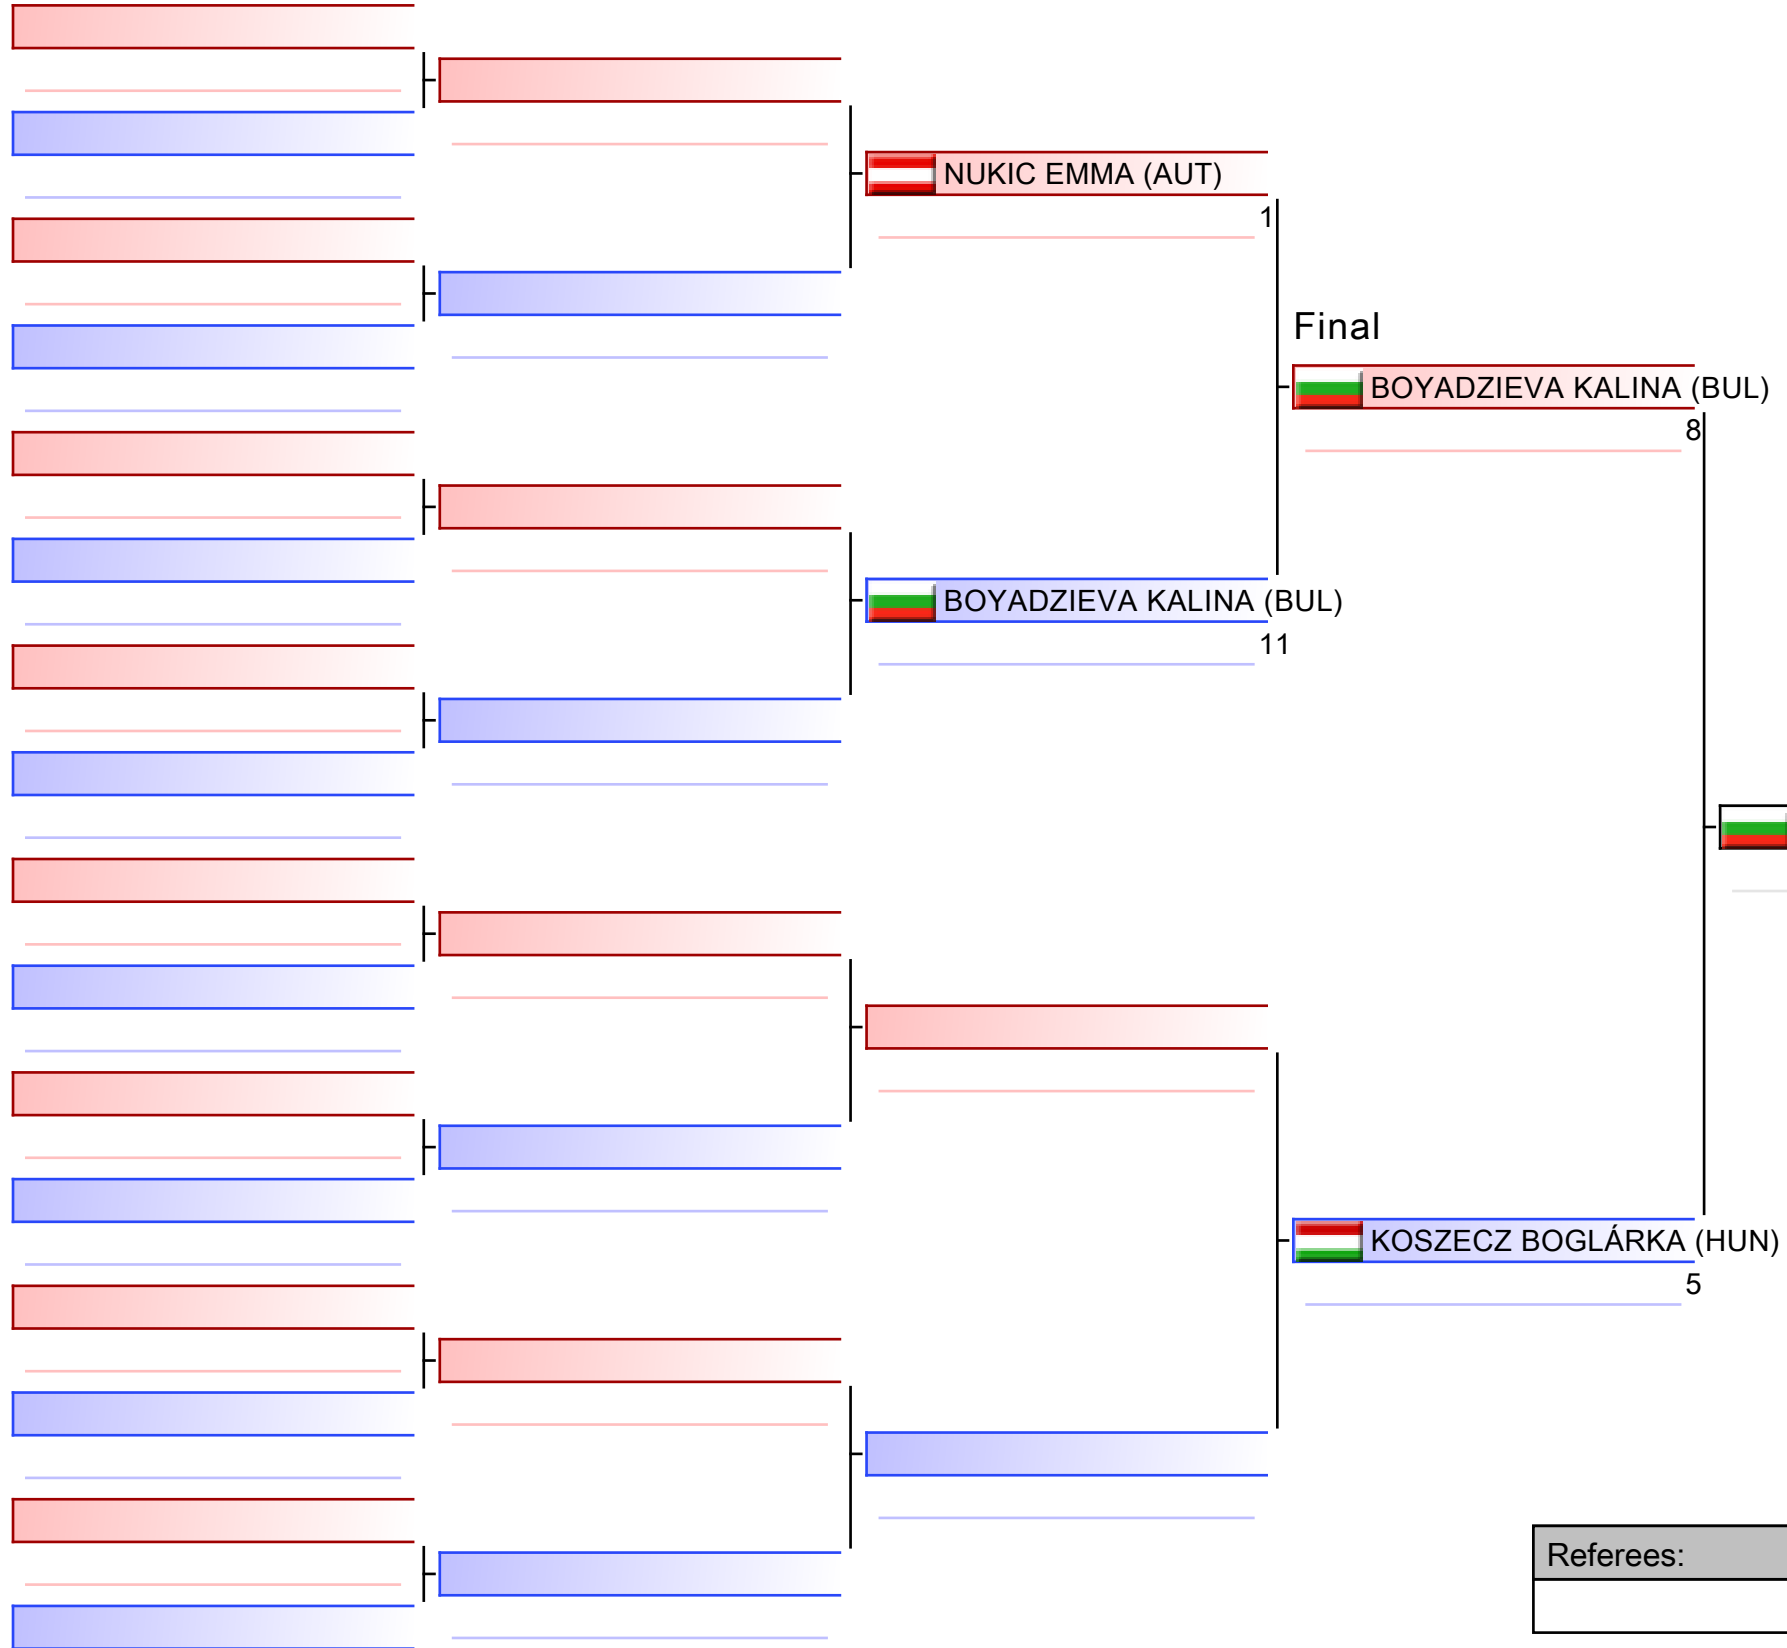 NUKIC EMMA (AUT)
1
Final
BOYADZIEVA KALINA (BUL)
8
BOYADZIEVA KALINA (BUL)
11
KOSZECZ BOGLÁRKA (HUN)
5
Referees: